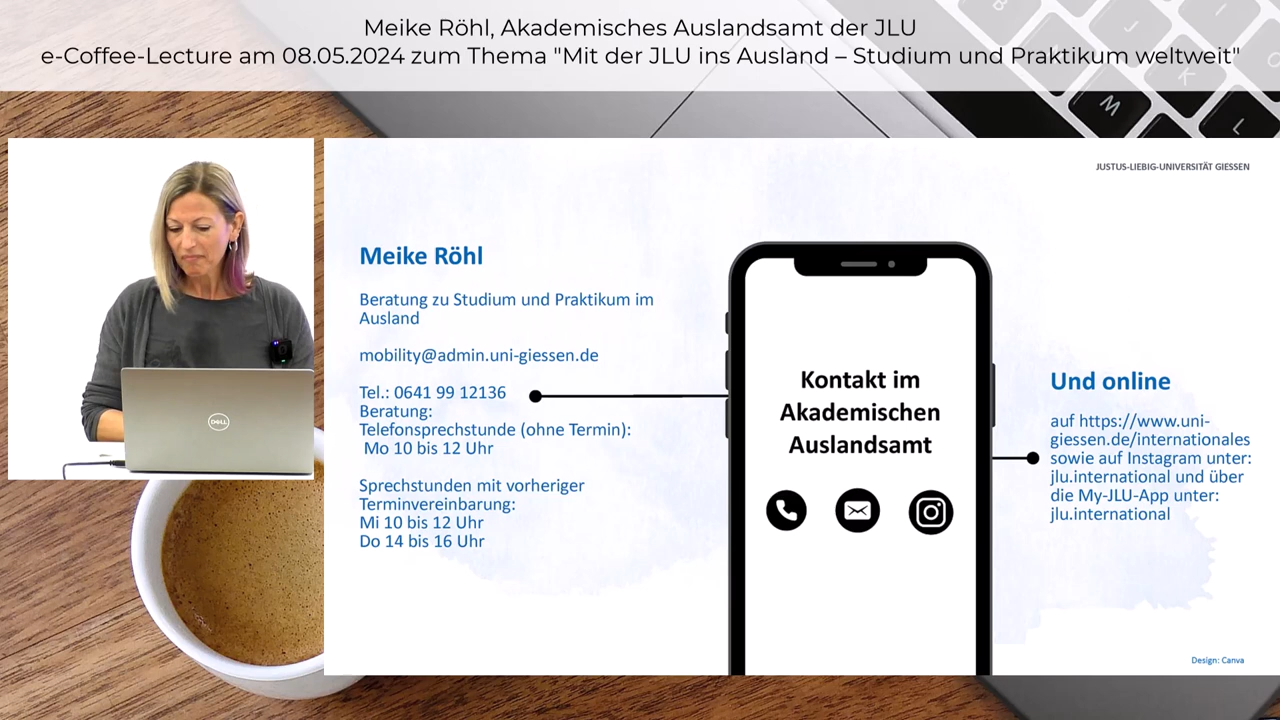 Meike Röhl, Akademisches Auslandsamt der JLU
e-Coffee-Lecture am 08.05.2024 zum Thema "Mit der JLU ins Ausland – Studium und Praktikum weltweit"
B
J
K
M
L
JUSTUS-LIEBIG-UNIVERSITÄT GIESSEN
Meike Röhl
Beratung zu Studium und Praktikum im
Ausland
mobility@admin.uni-giessen.de
Tel.: 0641 99 12136
Beratung:
Telefonsprechstunde (ohne Termin):
Mo 10 bis 12 Uhr
Sprechstunden mit vorheriger
Terminvereinbarung:
Mi 10 bis 12 Uhr
Do 14 bis 16 Uhr
Kontakt im
Akademischen
Auslandsamt
Und online
auf https://www.uni-
giessen.de/internationales
sowie auf Instagram unter:
jlu.international und über
die My-JLU-App unter:
jlu.international
DELL
Design: Canva